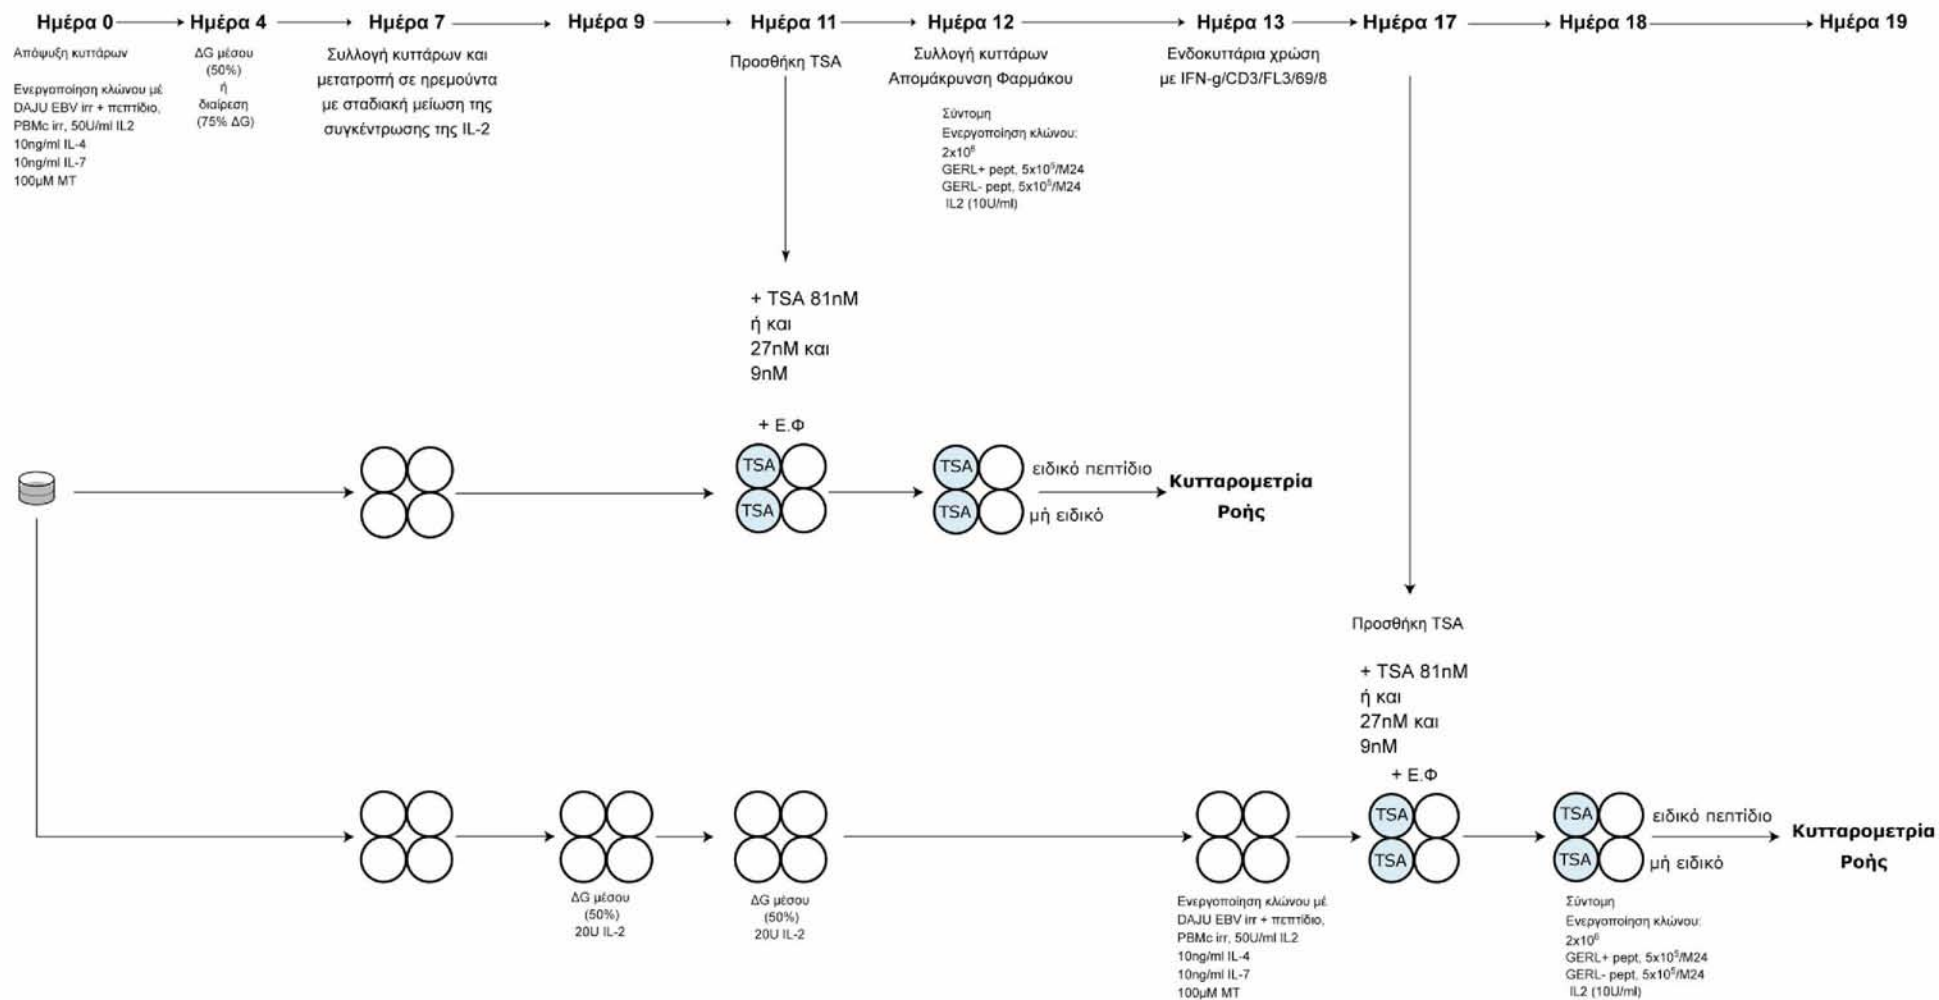 Ημέρα 0
Ημέρα 4
Ημέρα 7
Ημέρα 9
Ημέρα 11
Ημέρα 12
Ημέρα 13
Ημέρα 17
Ημέρα 18
Ημέρα 19
Απόψυξη κυττάρων
Ενεργοποίηση κλώνου μέ
DAJU EBV irr + πεπτίδιο,
PBMc irr, 50U/ml IL2
10ng/ml IL-4
10ng/ml IL-7
100μM MT
ΔG μέσου
(50%)
ή
διαίρεση
(75% ΔG)
Συλλογή κυττάρων και
μετατροπή σε ηρεμούντα
με σταδιακή μείωση της
συγκέντρωσης της IL-2
Προσθήκη TSA
Συλλογή κυττάρων
Απομάκρυνση Φαρμάκου
Σύντομη
Ενεργοποίηση κλώνου:
2x10⁶
GERL+ pept, 5x10⁵/M24
GERL- pept, 5x10⁵/M24
IL2 (10U/ml)
Ενδοκυττάρια χρώση
με IFN-g/CD3/FL3/69/8
+ TSA 81nM
ή και
27nM και
9nM
+ Ε.Φ
TSA
TSA
TSA
TSA
ειδικό πεπτίδιο
μή ειδικό
Κυτταρομετρία
Ροής
Προσθήκη TSA
+ TSA 81nM
ή και
27nM και
9nM
+ Ε.Φ
TSA
TSA
TSA
TSA
ειδικό πεπτίδιο
μή ειδικό
Κυτταρομετρία
Ροής
ΔG μέσου
(50%)
20U IL-2
ΔG μέσου
(50%)
20U IL-2
Ενεργοποίηση κλώνου μέ
DAJU EBV irr + πεπτίδιο,
PBMc irr, 50U/ml IL2
10ng/ml IL-4
10ng/ml IL-7
100μM MT
Σύντομη
Ενεργοποίηση κλώνου:
2x10⁶
GERL+ pept, 5x10⁵/M24
GERL- pept, 5x10⁵/M24
IL2 (10U/ml)